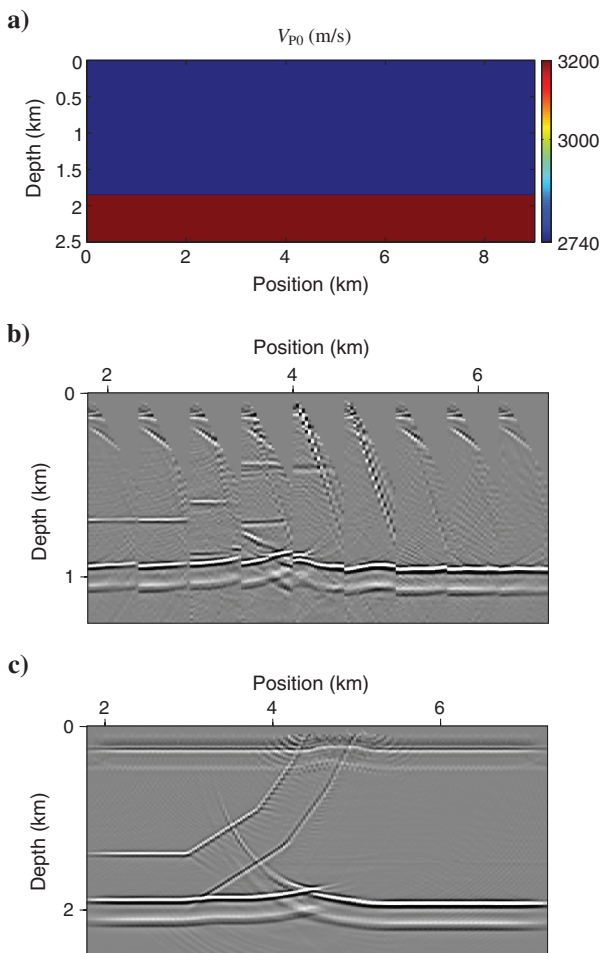 a)
V_P0 (m/s)
0
0.5
1
1.5
2
2.5
Depth (km)
0 2 4 6 8
Position (km)
3200
3000
2740
b)
Position (km)
2 4 6
0
1
Depth (km)
c)
Position (km)
2 4 6
0
2
Depth (km)